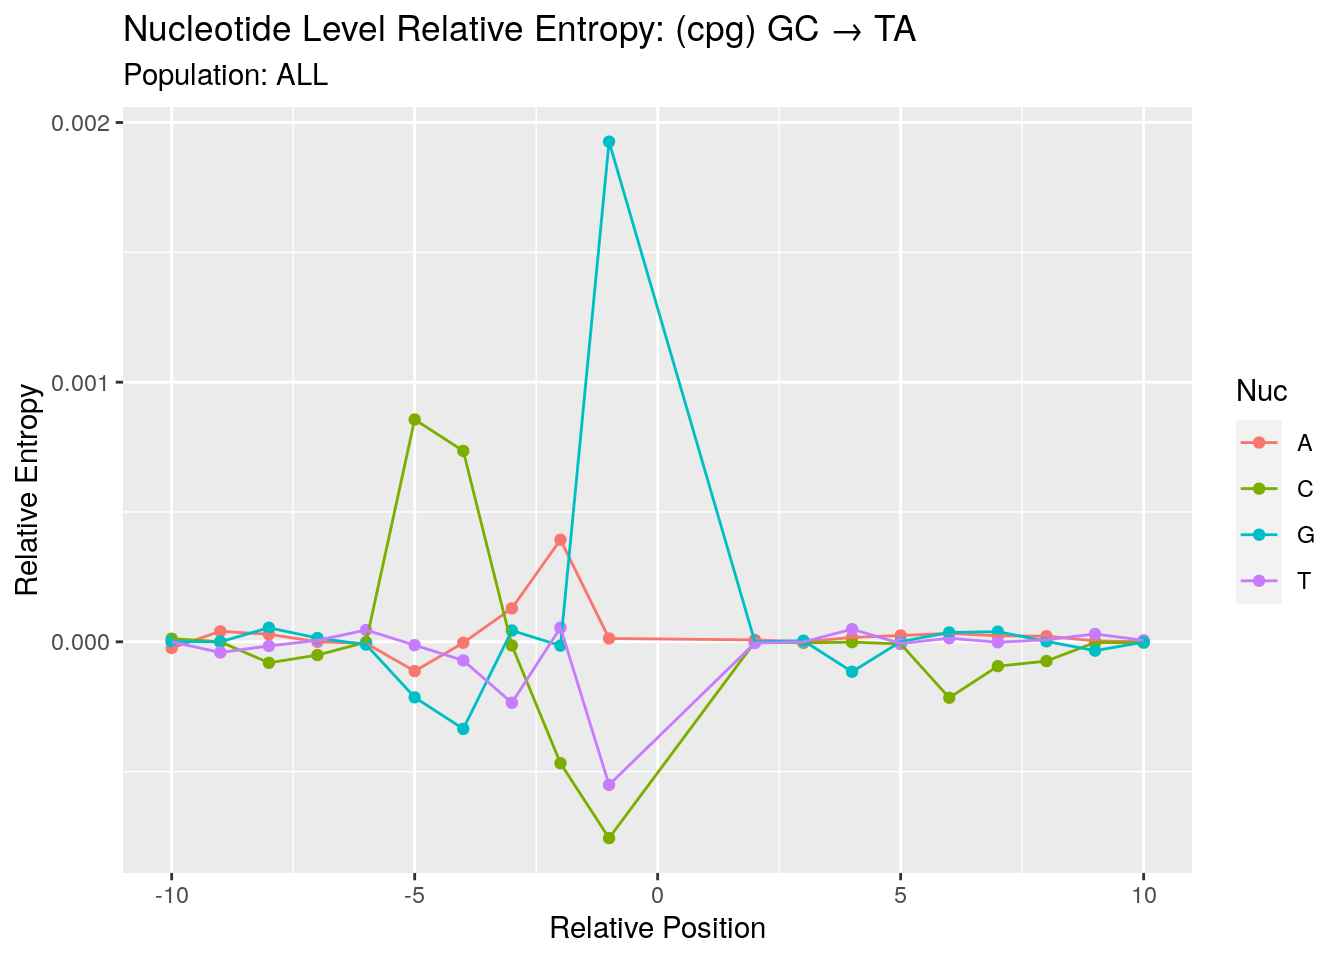 Nucleotide Level Relative Entropy: (cpg) GC → TA
Population: ALL
0.002
0.001
0.000
Relative Entropy
-10
-5
0
5
10
Relative Position
Nuc
A
C
G
T